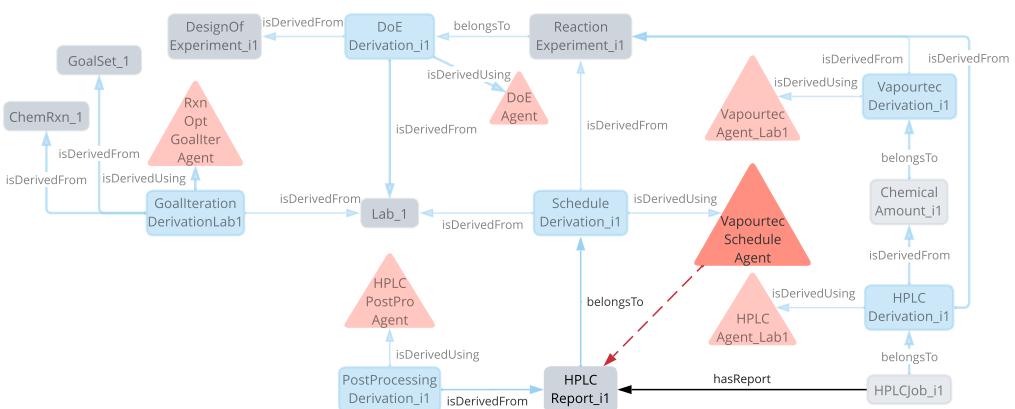 DesignOf
Experiment_i1
isDerivedFrom
DoE
Derivation_i1
belongsTo
Reaction
Experiment_i1
isDerivedFrom
isDerivedFrom
GoalSet_1
isDerivedUsing
DoE
Agent
Vapourtec
Agent_Lab1
isDerivedUsing
Vapourtec
Derivation_i1
ChemRxn_1
Rxn
Opt
GoalIter
Agent
isDerivedFrom
isDerivedFrom
isDerivedFrom
isDerivedFrom
isDerivedUsing
belongsTo
GoalIteration
DerivationLab1
isDerivedFrom
Lab_1
isDerivedFrom
Schedule
Derivation_i1
isDerivedUsing
Vapourtec
Schedule
Agent
Chemical
Amount_i1
isDerivedFrom
HPLC
PostPro
Agent
belongsTo
HPLC
Agent_Lab1
isDerivedUsing
HPLC
Derivation_i1
isDerivedUsing
belongsTo
PostProcessing
Derivation_i1
isDerivedFrom
HPLC
Report_i1
hasReport
HPLCJob_i1